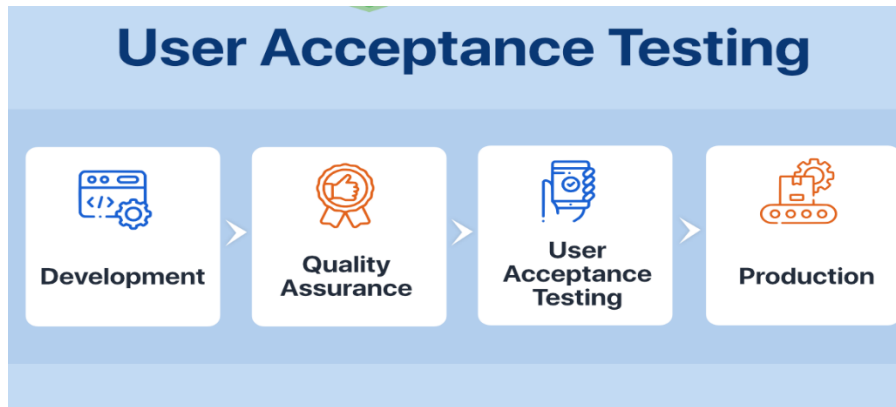 User Acceptance Testing
</>
Development
Quality
Assurance
User
Acceptance
Testing
Production